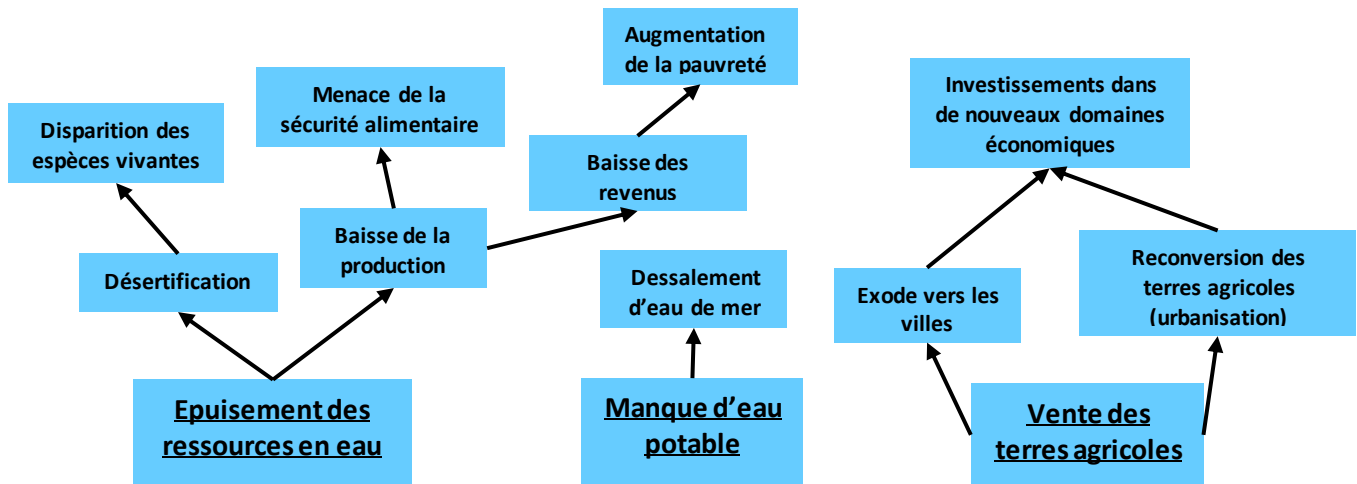 Augmentation
de la pauvreté
Menace de la
sécurité alimentaire
Investissements dans
de nouveaux domaines
économiques
Disparition des
espèces vivantes
Baisse des
revenus
Baisse de la
production
Désertification
Dessalement
d’eau de mer
Exode vers les
villes
Reconversion des
terres agricoles
(urbanisation)
Epuisement des
ressources en eau
Manque d’eau
potable
Vente des
terres agricoles